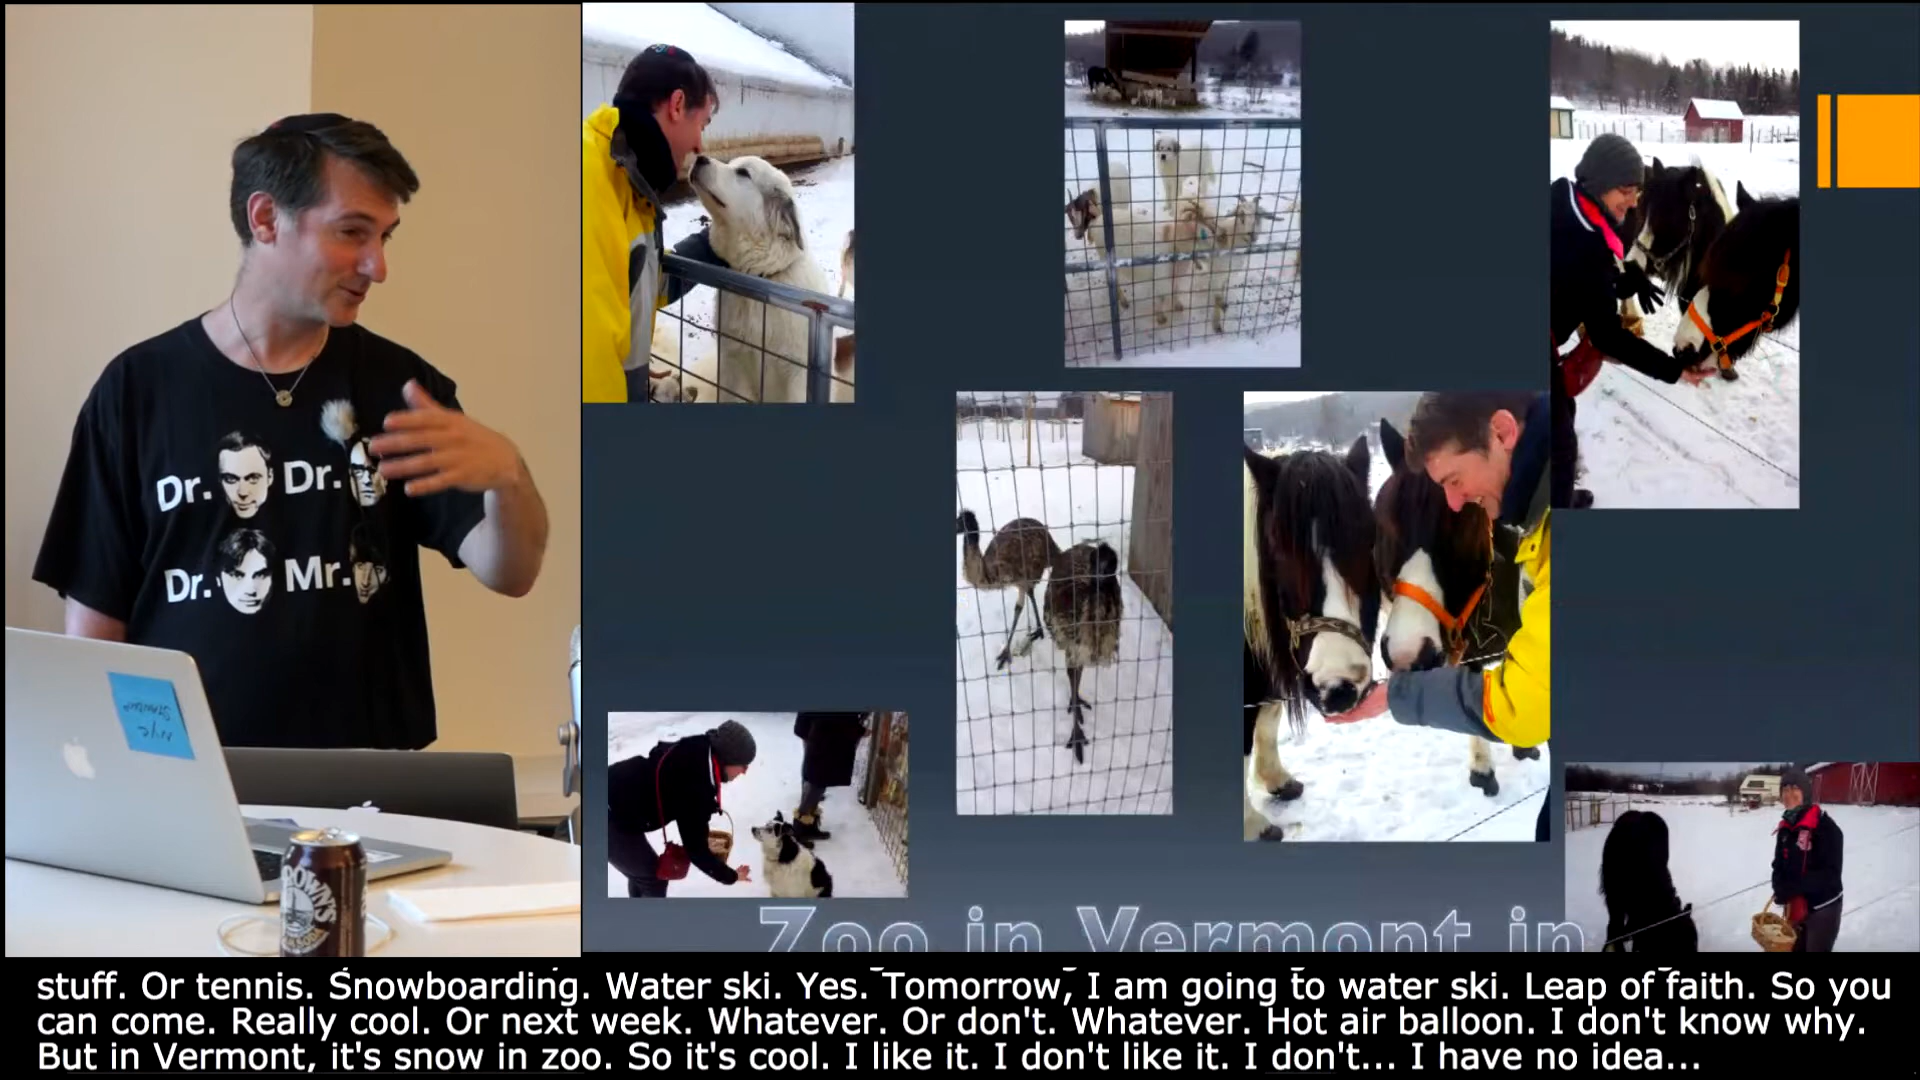 Dr. Dr.
Dr. Mr.
NYC
Zoo in Vermont in
stuff. Or tennis. Snowboarding. Water ski. Yes. Tomorrow, I am going to water ski. Leap of faith. So you
can come. Really cool. Or next week. Whatever. Or don't. Whatever. Hot air balloon. I don't know why.
But in Vermont, it's snow in zoo. So it's cool. I like it. I don't like it. I don't... I have no idea...